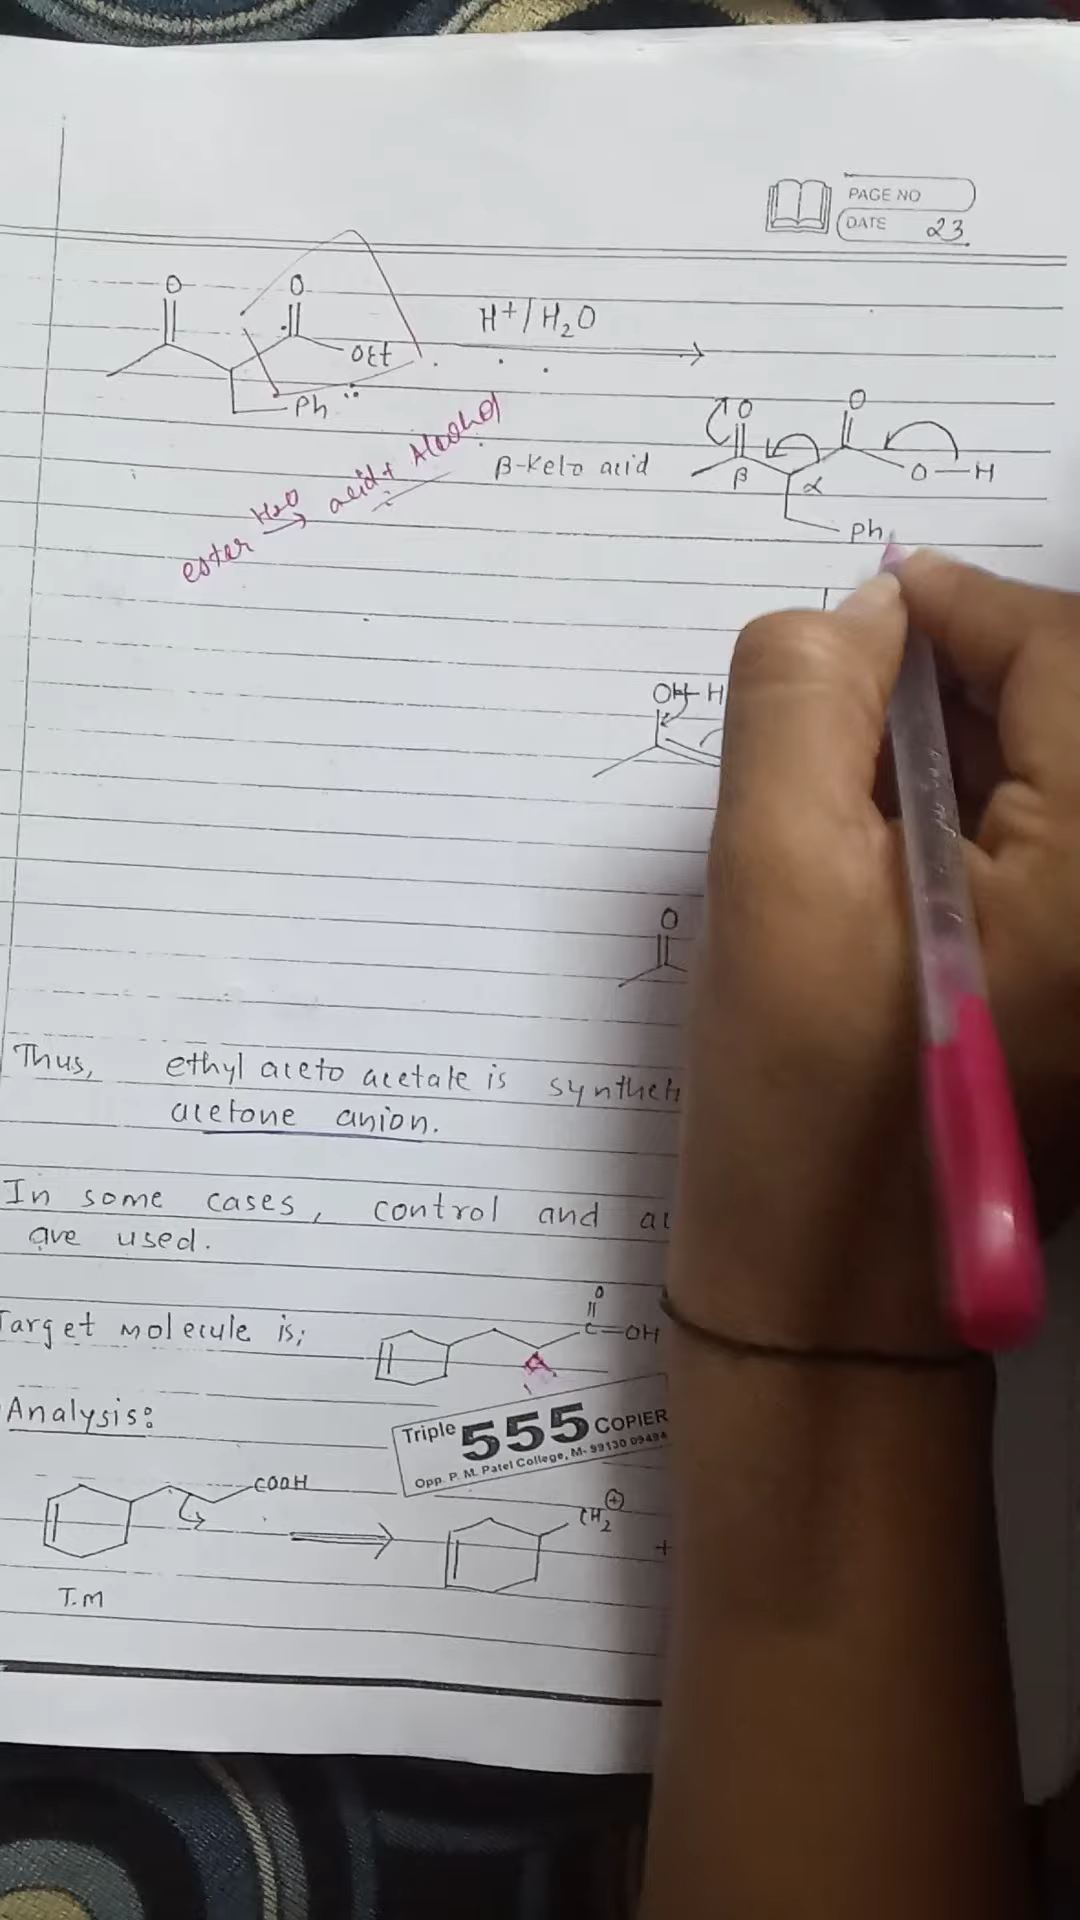 PAGE NO
DATE 23
O O
H+/H2O
OEt
Ph
ester H2O → acid + Alcohol
β-Keto acid
O O
β α O—H
Ph
OH H
O
Thus, ethyl aceto acetate is
acetone anion.
In some cases, control and
are used.
O
Target molecule is; C—OH
Analysis:
Triple 555 COPIER
Opp. P. M. Patel College, M- 99130 09494
COOH
CH2 ⊕
+
T.M